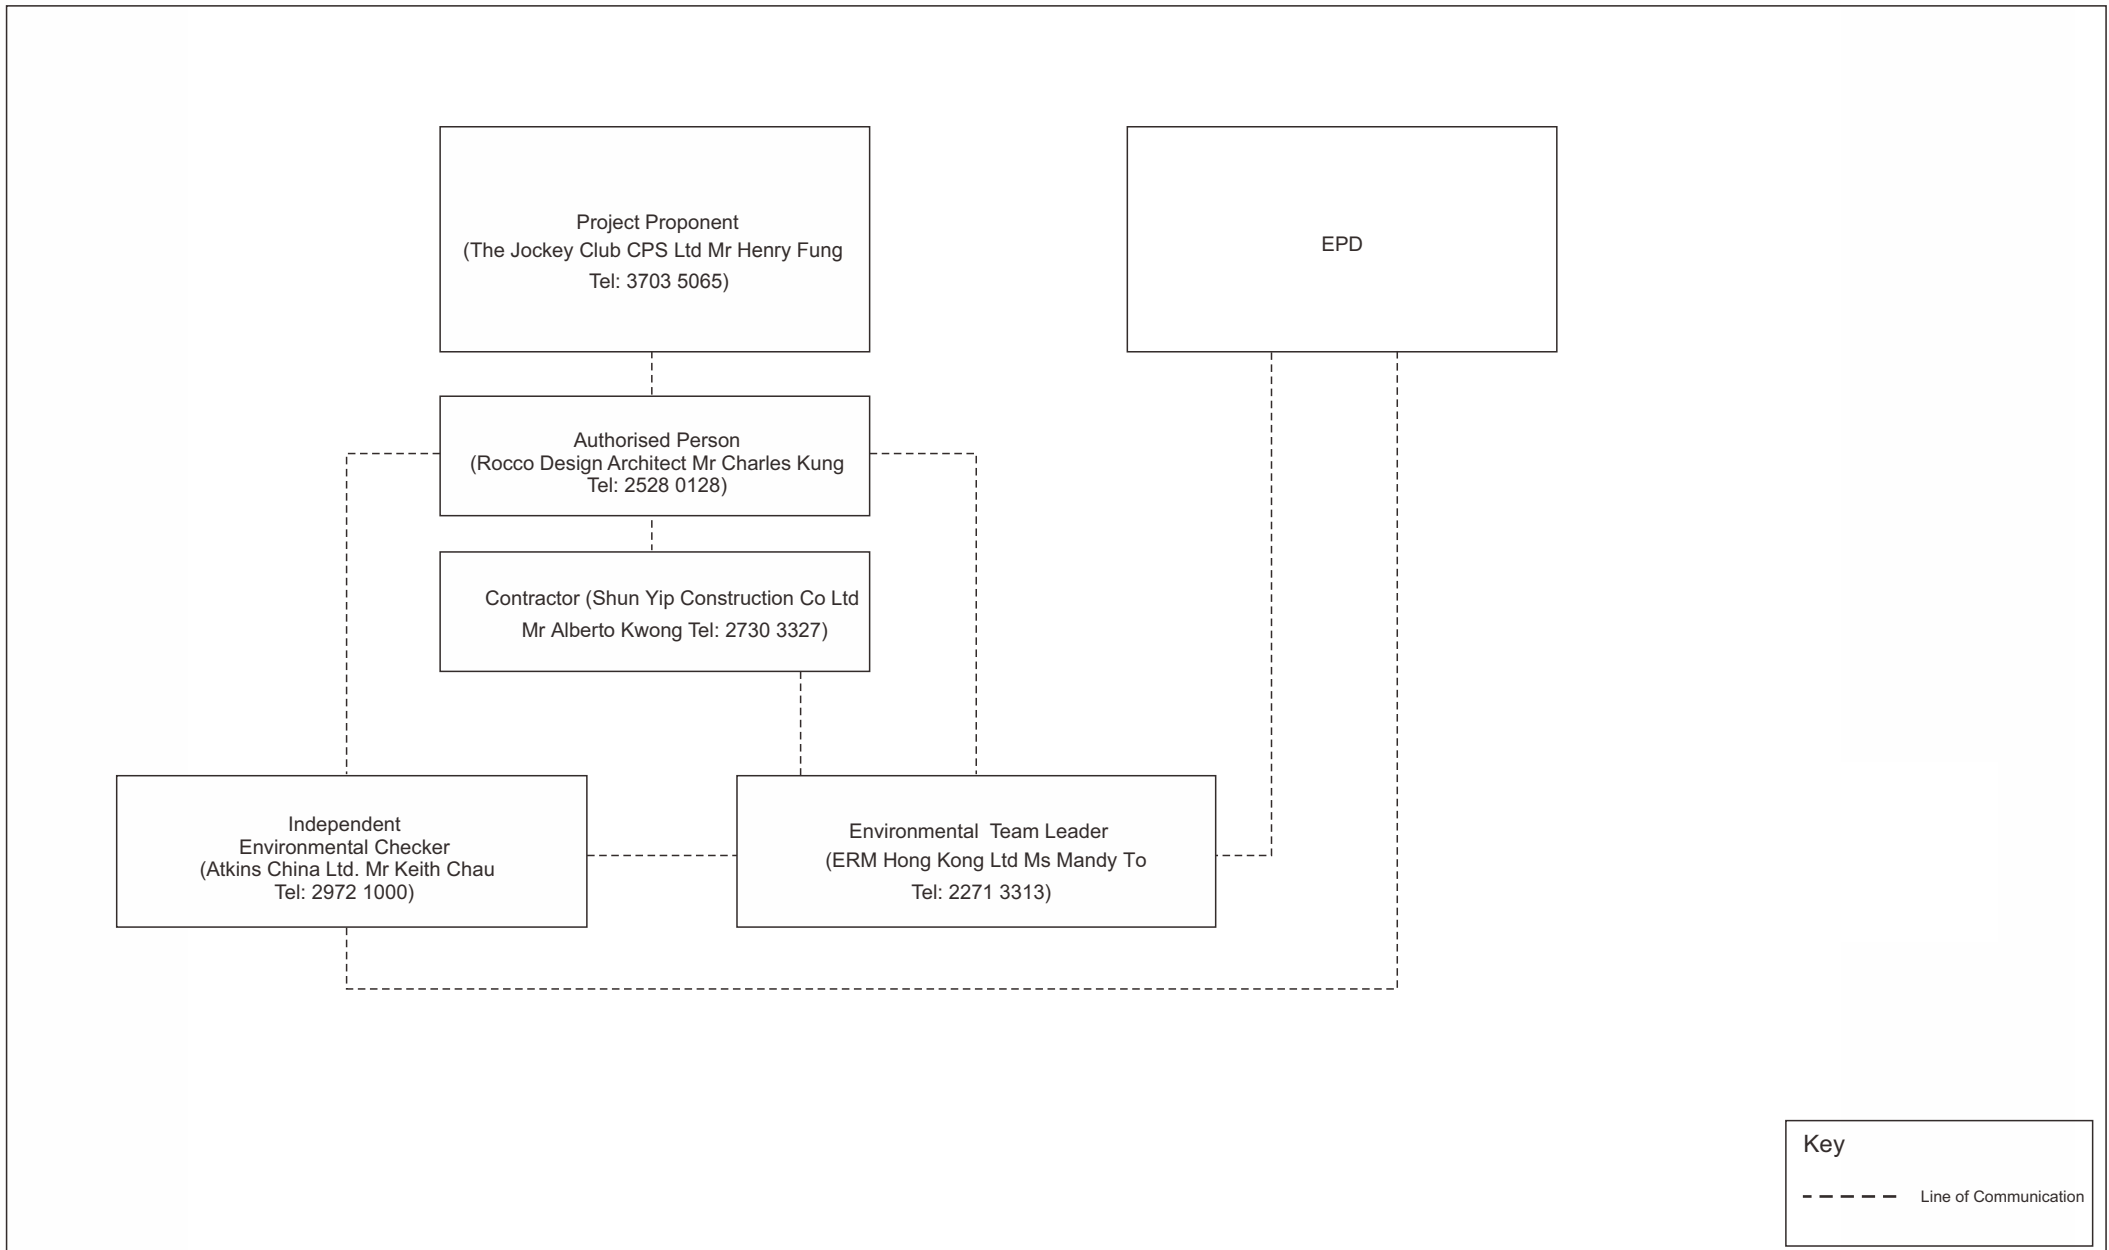 Project Proponent
(The Jockey Club CPS Ltd Mr Henry Fung
Tel: 3703 5065)
EPD
Authorised Person
(Rocco Design Architect Mr Charles Kung
Tel: 2528 0128)
Contractor (Shun Yip Construction Co Ltd
Mr Alberto Kwong Tel: 2730 3327)
Independent
Environmental Checker
(Atkins China Ltd. Mr Keith Chau
Tel: 2972 1000)
Environmental Team Leader
(ERM Hong Kong Ltd Ms Mandy To
Tel: 2271 3313)
Key
Line of Communication